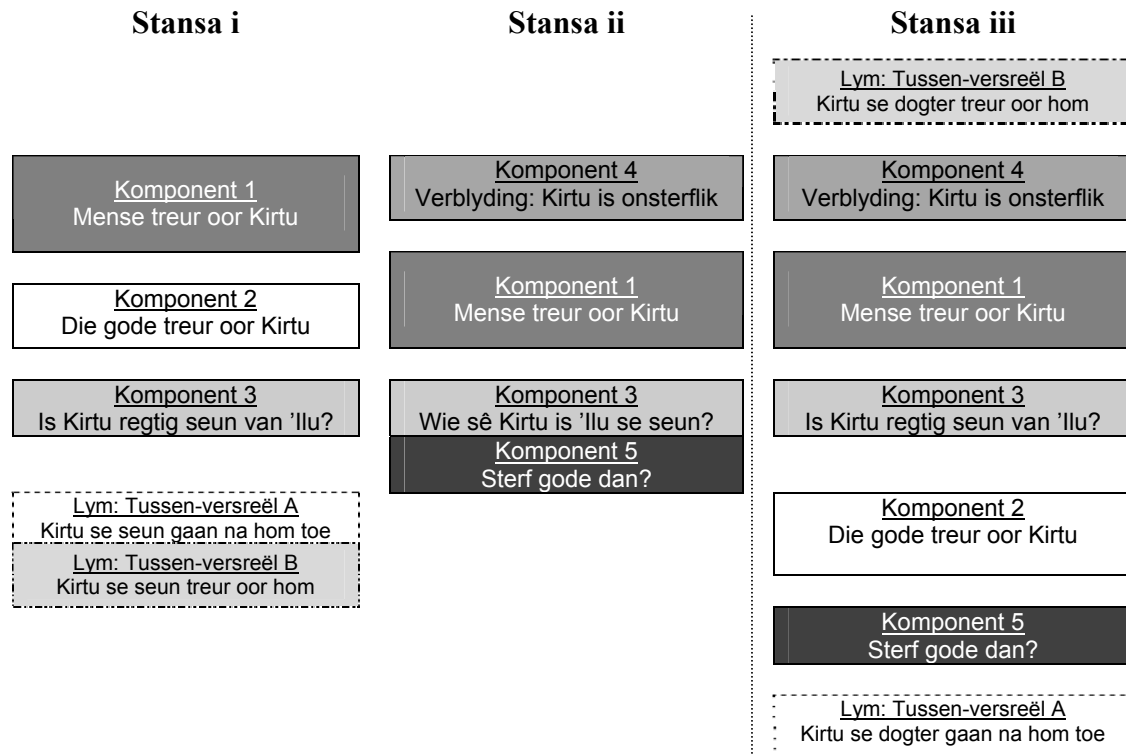 Stansa i
Komponent 1
Mense treur oor Kirtu
Komponent 2
Die gode treur oor Kirtu
Komponent 3
Is Kirtu regtig seun van ’Ilu?
Lym: Tussen-versreël A
Kirtu se seun gaan na hom toe
Lym: Tussen-versreël B
Kirtu se seun treur oor hom
Stansa ii
Komponent 4
Verblyding: Kirtu is onsterflik
Komponent 1
Mense treur oor Kirtu
Komponent 3
Wie sê Kirtu is ’Ilu se seun?
Komponent 5
Sterf gode dan?
Stansa iii
Lym: Tussen-versreël B
Kirtu se dogter treur oor hom
Komponent 4
Verblyding: Kirtu is onsterflik
Komponent 1
Mense treur oor Kirtu
Komponent 3
Is Kirtu regtig seun van ’Ilu?
Komponent 2
Die gode treur oor Kirtu
Komponent 5
Sterf gode dan?
Lym: Tussen-versreël A
Kirtu se dogter gaan na hom toe